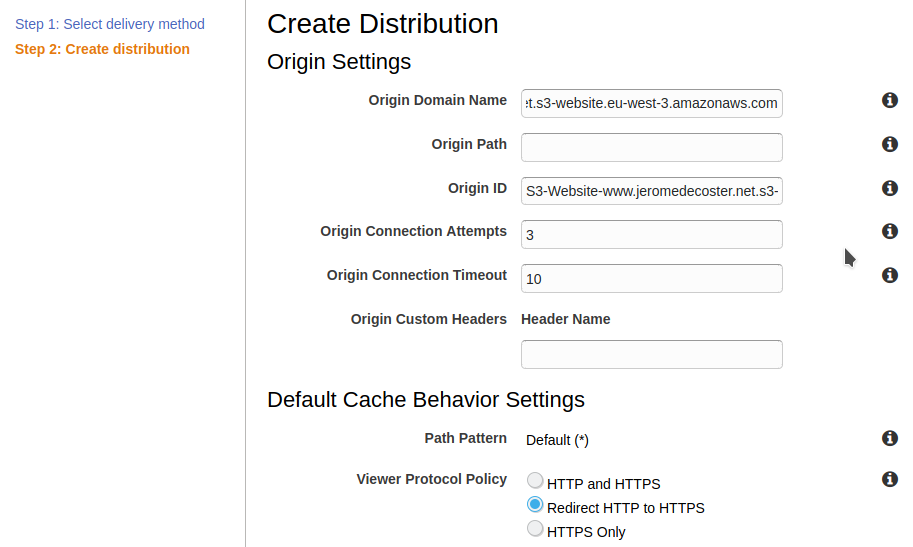 Step 1: Select delivery method
Step 2: Create distribution
Create Distribution
Origin Settings
Origin Domain Name
t.s3-website.eu-west-3.amazonaws.com
Origin Path
Origin ID
S3-Website-www.jeromedecoster.net.s3-
Origin Connection Attempts
3
Origin Connection Timeout
10
Origin Custom Headers
Header Name
Default Cache Behavior Settings
Path Pattern
Default (*)
Viewer Protocol Policy
HTTP and HTTPS
Redirect HTTP to HTTPS
HTTPS Only